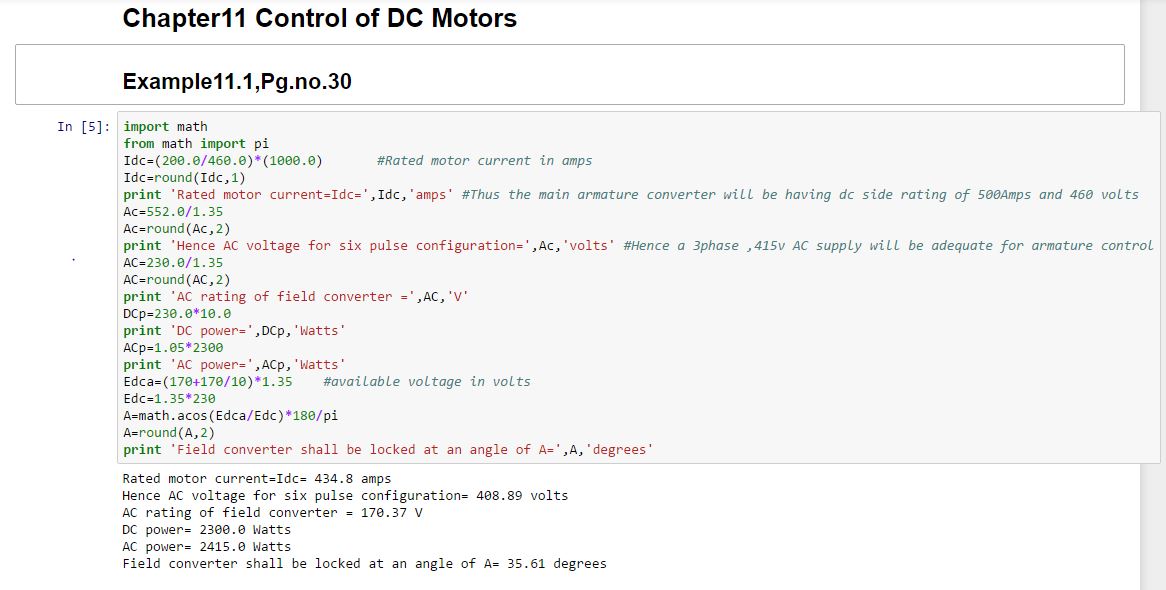 Chapter11 Control of DC Motors
Example11.1,Pg.no.30
In [5]: import math
from math import pi
Idc=(200.0/460.0)*(1000.0) #Rated motor current in amps
Idc=round(Idc,1)
print 'Rated motor current=Idc=',Idc,'amps' #Thus the main armature converter will be having dc side rating of 500Amps and 460 volts
Ac=552.0/1.35
Ac=round(Ac,2)
print 'Hence AC voltage for six pulse configuration=',Ac,'volts' #Hence a 3phase ,415v AC supply will be adequate for armature control
AC=230.0/1.35
AC=round(AC,2)
print 'AC rating of field converter =',AC,'V'
DCp=230.0*10.0
print 'DC power=',DCp,'Watts'
ACp=1.05*2300
print 'AC power=',ACp,'Watts'
Edca=(170+170/10)*1.35 #available voltage in volts
Edc=1.35*230
A=math.acos(Edca/Edc)*180/pi
A=round(A,2)
print 'Field converter shall be locked at an angle of A=',A,'degrees'
Rated motor current=Idc= 434.8 amps
Hence AC voltage for six pulse configuration= 408.89 volts
AC rating of field converter = 170.37 V
DC power= 2300.0 Watts
AC power= 2415.0 Watts
Field converter shall be locked at an angle of A= 35.61 degrees